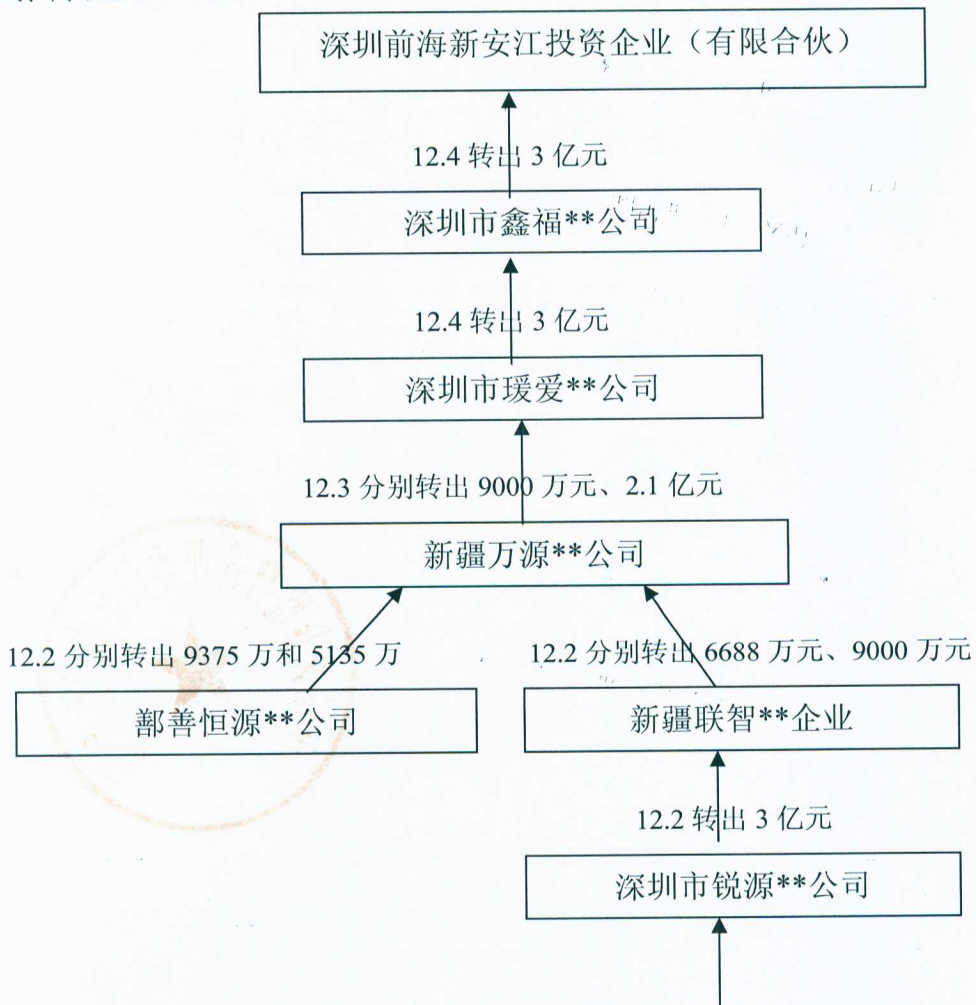 深圳前海新安江投资企业（有限合伙）
12.4 转出 3 亿元
深圳市鑫福**公司
12.4 转出 3 亿元
深圳市瑗爱**公司
12.3 分别转出 9000 万元、2.1 亿元
新疆万源**公司
12.2 分别转出 9375 万和 5135 万
12.2 分别转出 6688 万元、9000 万元
鄯善恒源**公司
新疆联智**企业
12.2 转出 3 亿元
深圳市锐源**公司